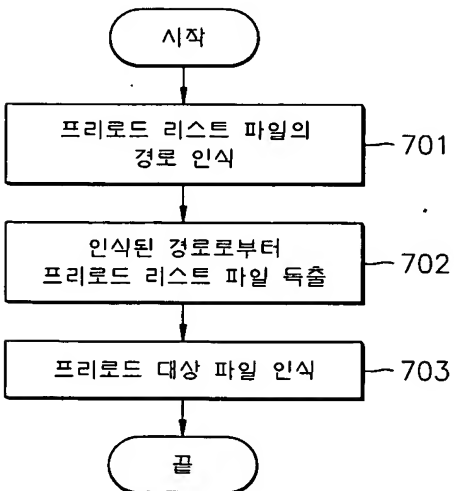 시작
프리로드 리스트 파일의
경로 인식
701
인식된 경로로부터
프리로드 리스트 파일 독출
702
프리로드 대상 파일 인식
703
끝